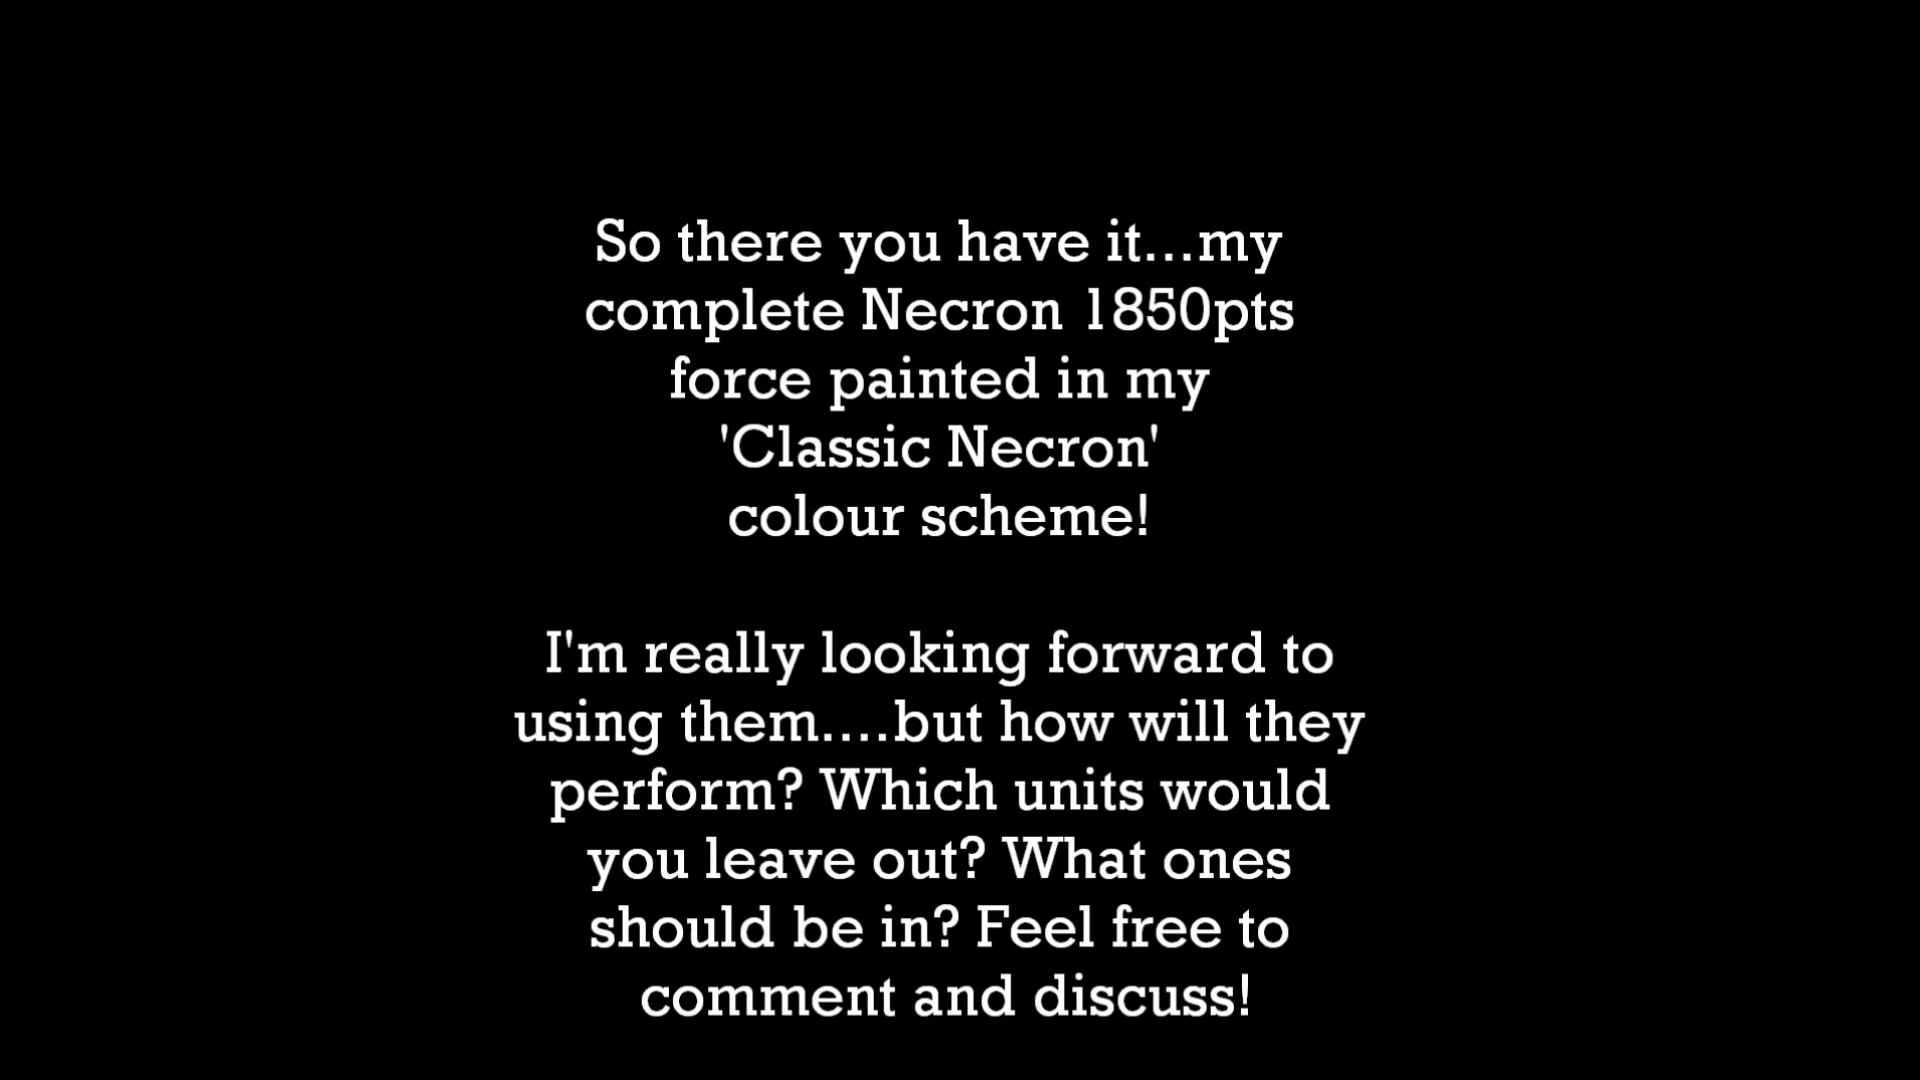 So there you have it...my
complete Necron 1850pts
force painted in my
'Classic Necron'
colour scheme!
I'm really looking forward to
using them....but how will they
perform? Which units would
you leave out? What ones
should be in? Feel free to
comment and discuss!